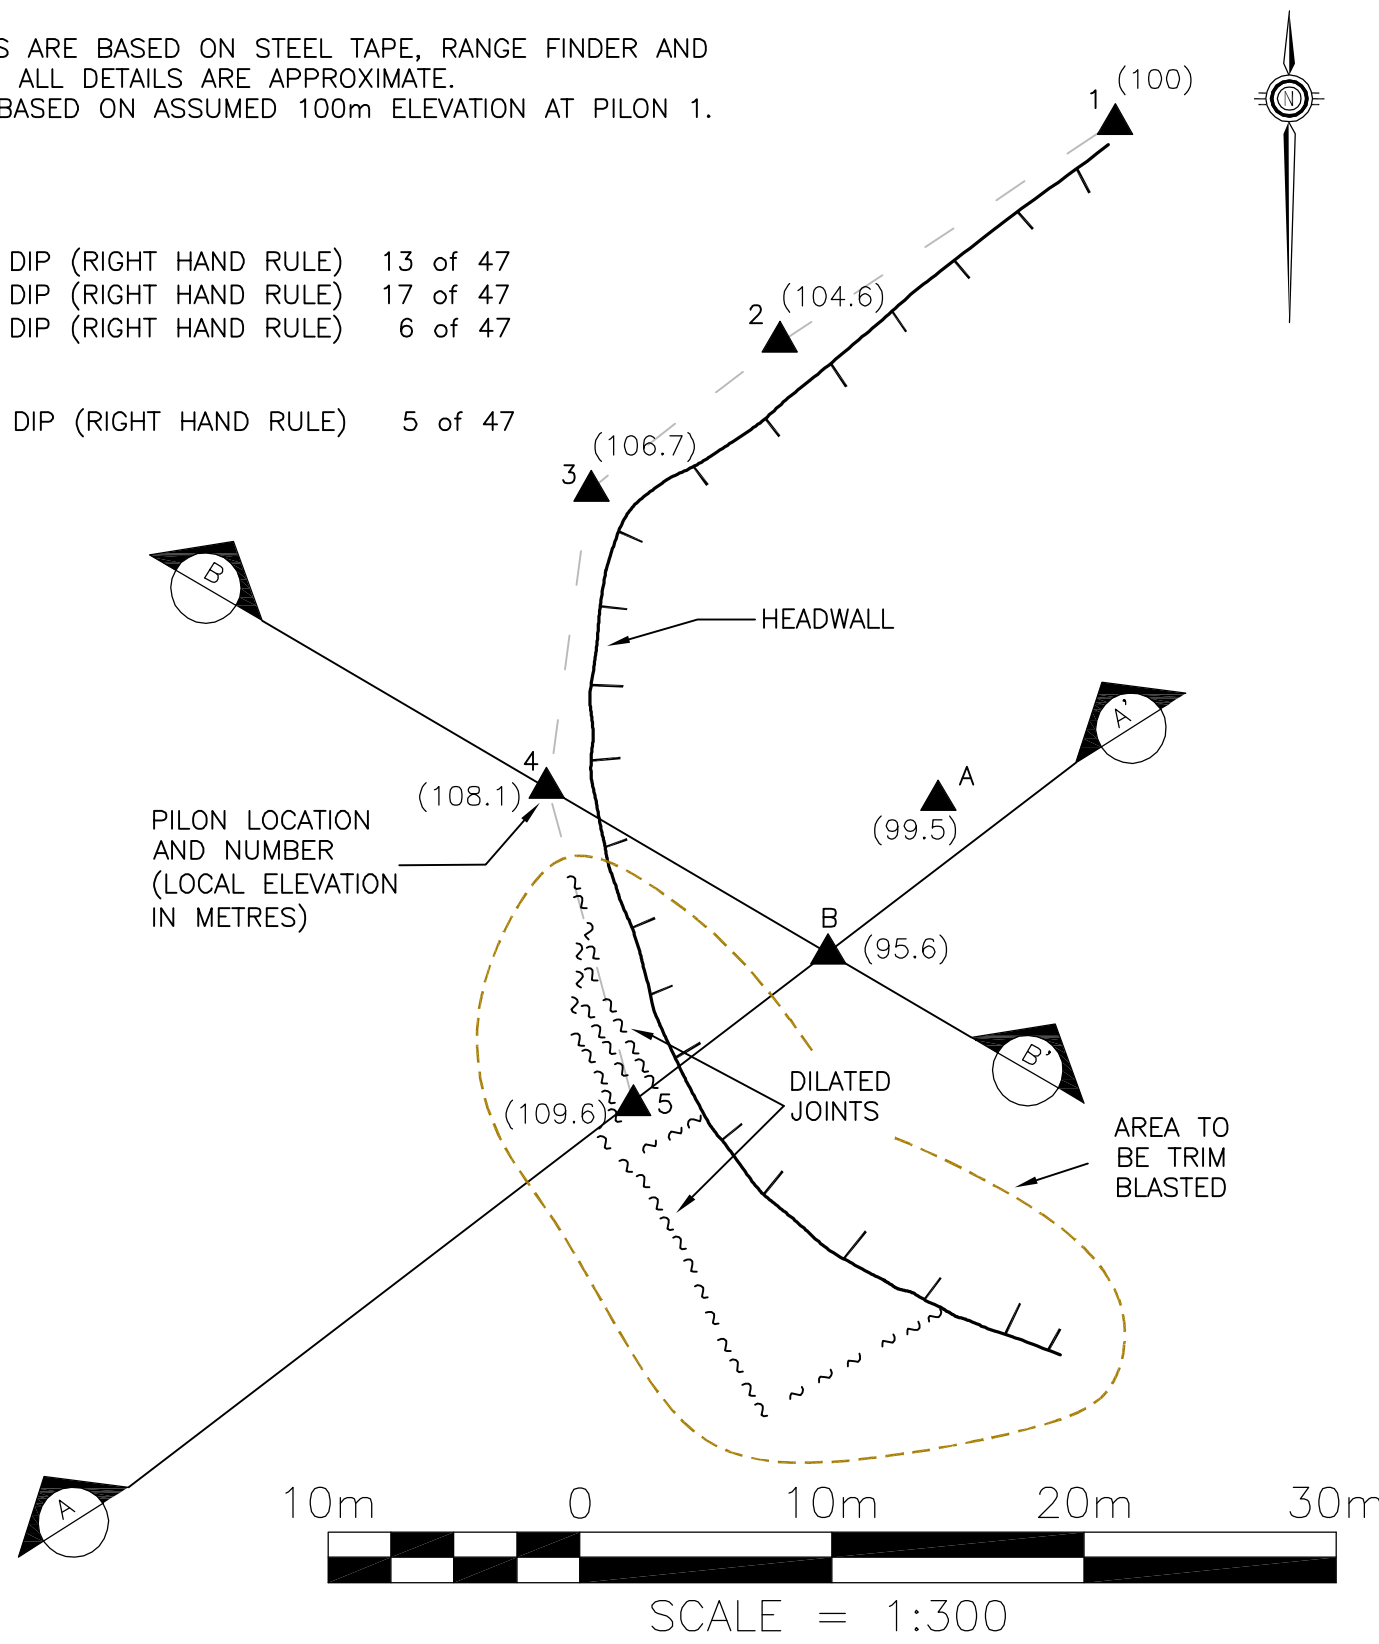 S ARE BASED ON STEEL TAPE, RANGE FINDER AND
ALL DETAILS ARE APPROXIMATE.
BASED ON ASSUMED 100m ELEVATION AT PILON 1.
N
1 (100)
DIP (RIGHT HAND RULE) 13 of 47
DIP (RIGHT HAND RULE) 17 of 47
DIP (RIGHT HAND RULE) 6 of 47
2 (104.6)
DIP (RIGHT HAND RULE) 5 of 47
3 (106.7)
B
HEADWALL
A'
4
(108.1)
A
(99.5)
PILON LOCATION
AND NUMBER
(LOCAL ELEVATION
IN METRES)
B
(95.6)
B'
DILATED
JOINTS
(109.6) 5
AREA TO
BE TRIM
BLASTED
A
10m 0 10m 20m 30m
SCALE = 1:300